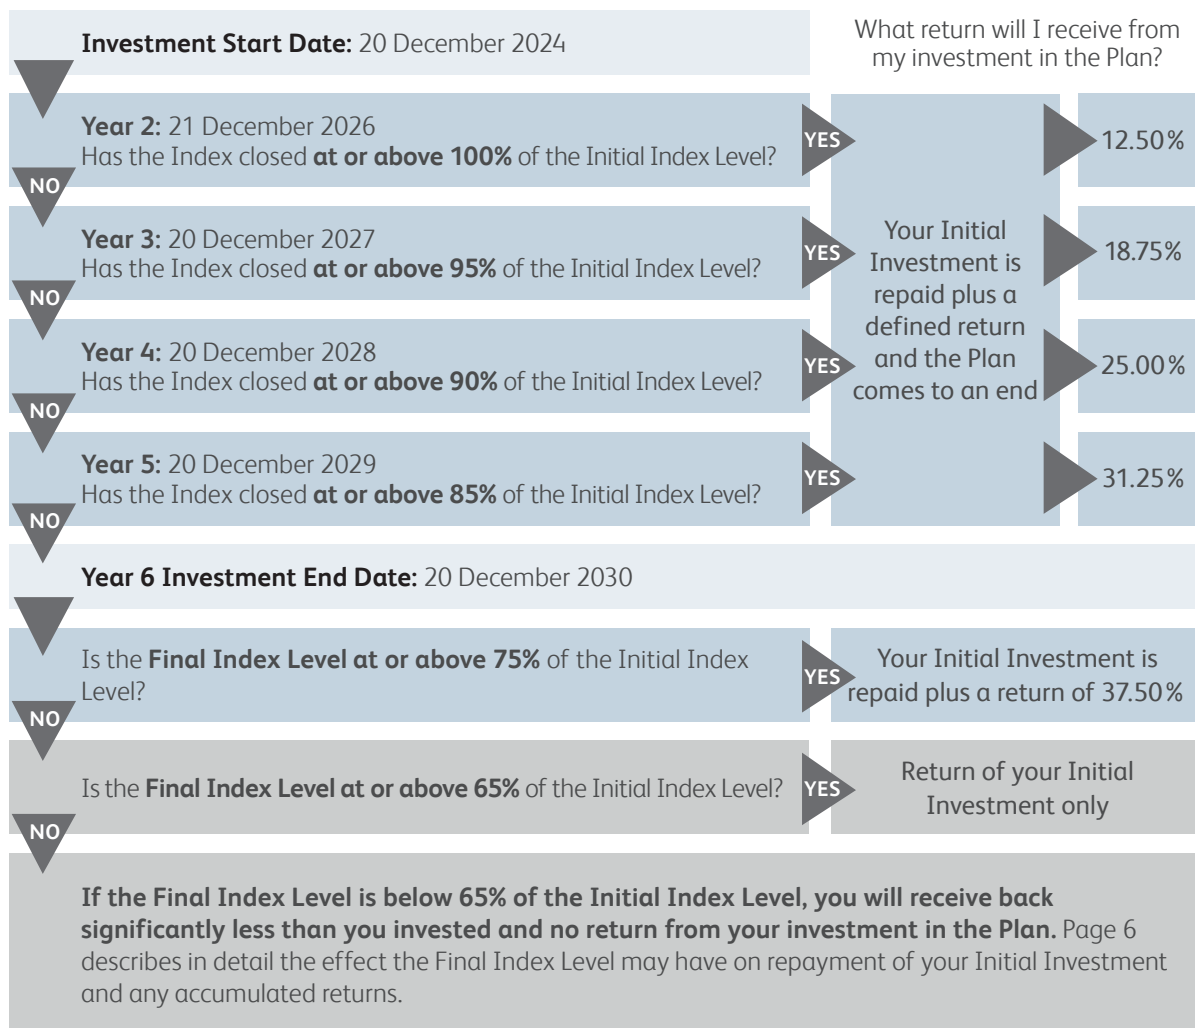 Investment Start Date: 20 December 2024
What return will I receive from
my investment in the Plan?
Year 2: 21 December 2026
Has the Index closed at or above 100% of the Initial Index Level?
YES
12.50%
NO
Year 3: 20 December 2027
Has the Index closed at or above 95% of the Initial Index Level?
YES
18.75%
NO
Year 4: 20 December 2028
Has the Index closed at or above 90% of the Initial Index Level?
YES
25.00%
NO
Year 5: 20 December 2029
Has the Index closed at or above 85% of the Initial Index Level?
YES
31.25%
NO
Your Initial
Investment is
repaid plus a
defined return
and the Plan
comes to an end
Year 6 Investment End Date: 20 December 2030
Is the Final Index Level at or above 75% of the Initial Index
Level?
YES
Your Initial Investment is
repaid plus a return of 37.50%
NO
Is the Final Index Level at or above 65% of the Initial Index Level?
YES
Return of your Initial
Investment only
NO
If the Final Index Level is below 65% of the Initial Index Level, you will receive back
significantly less than you invested and no return from your investment in the Plan. Page 6
describes in detail the effect the Final Index Level may have on repayment of your Initial Investment
and any accumulated returns.